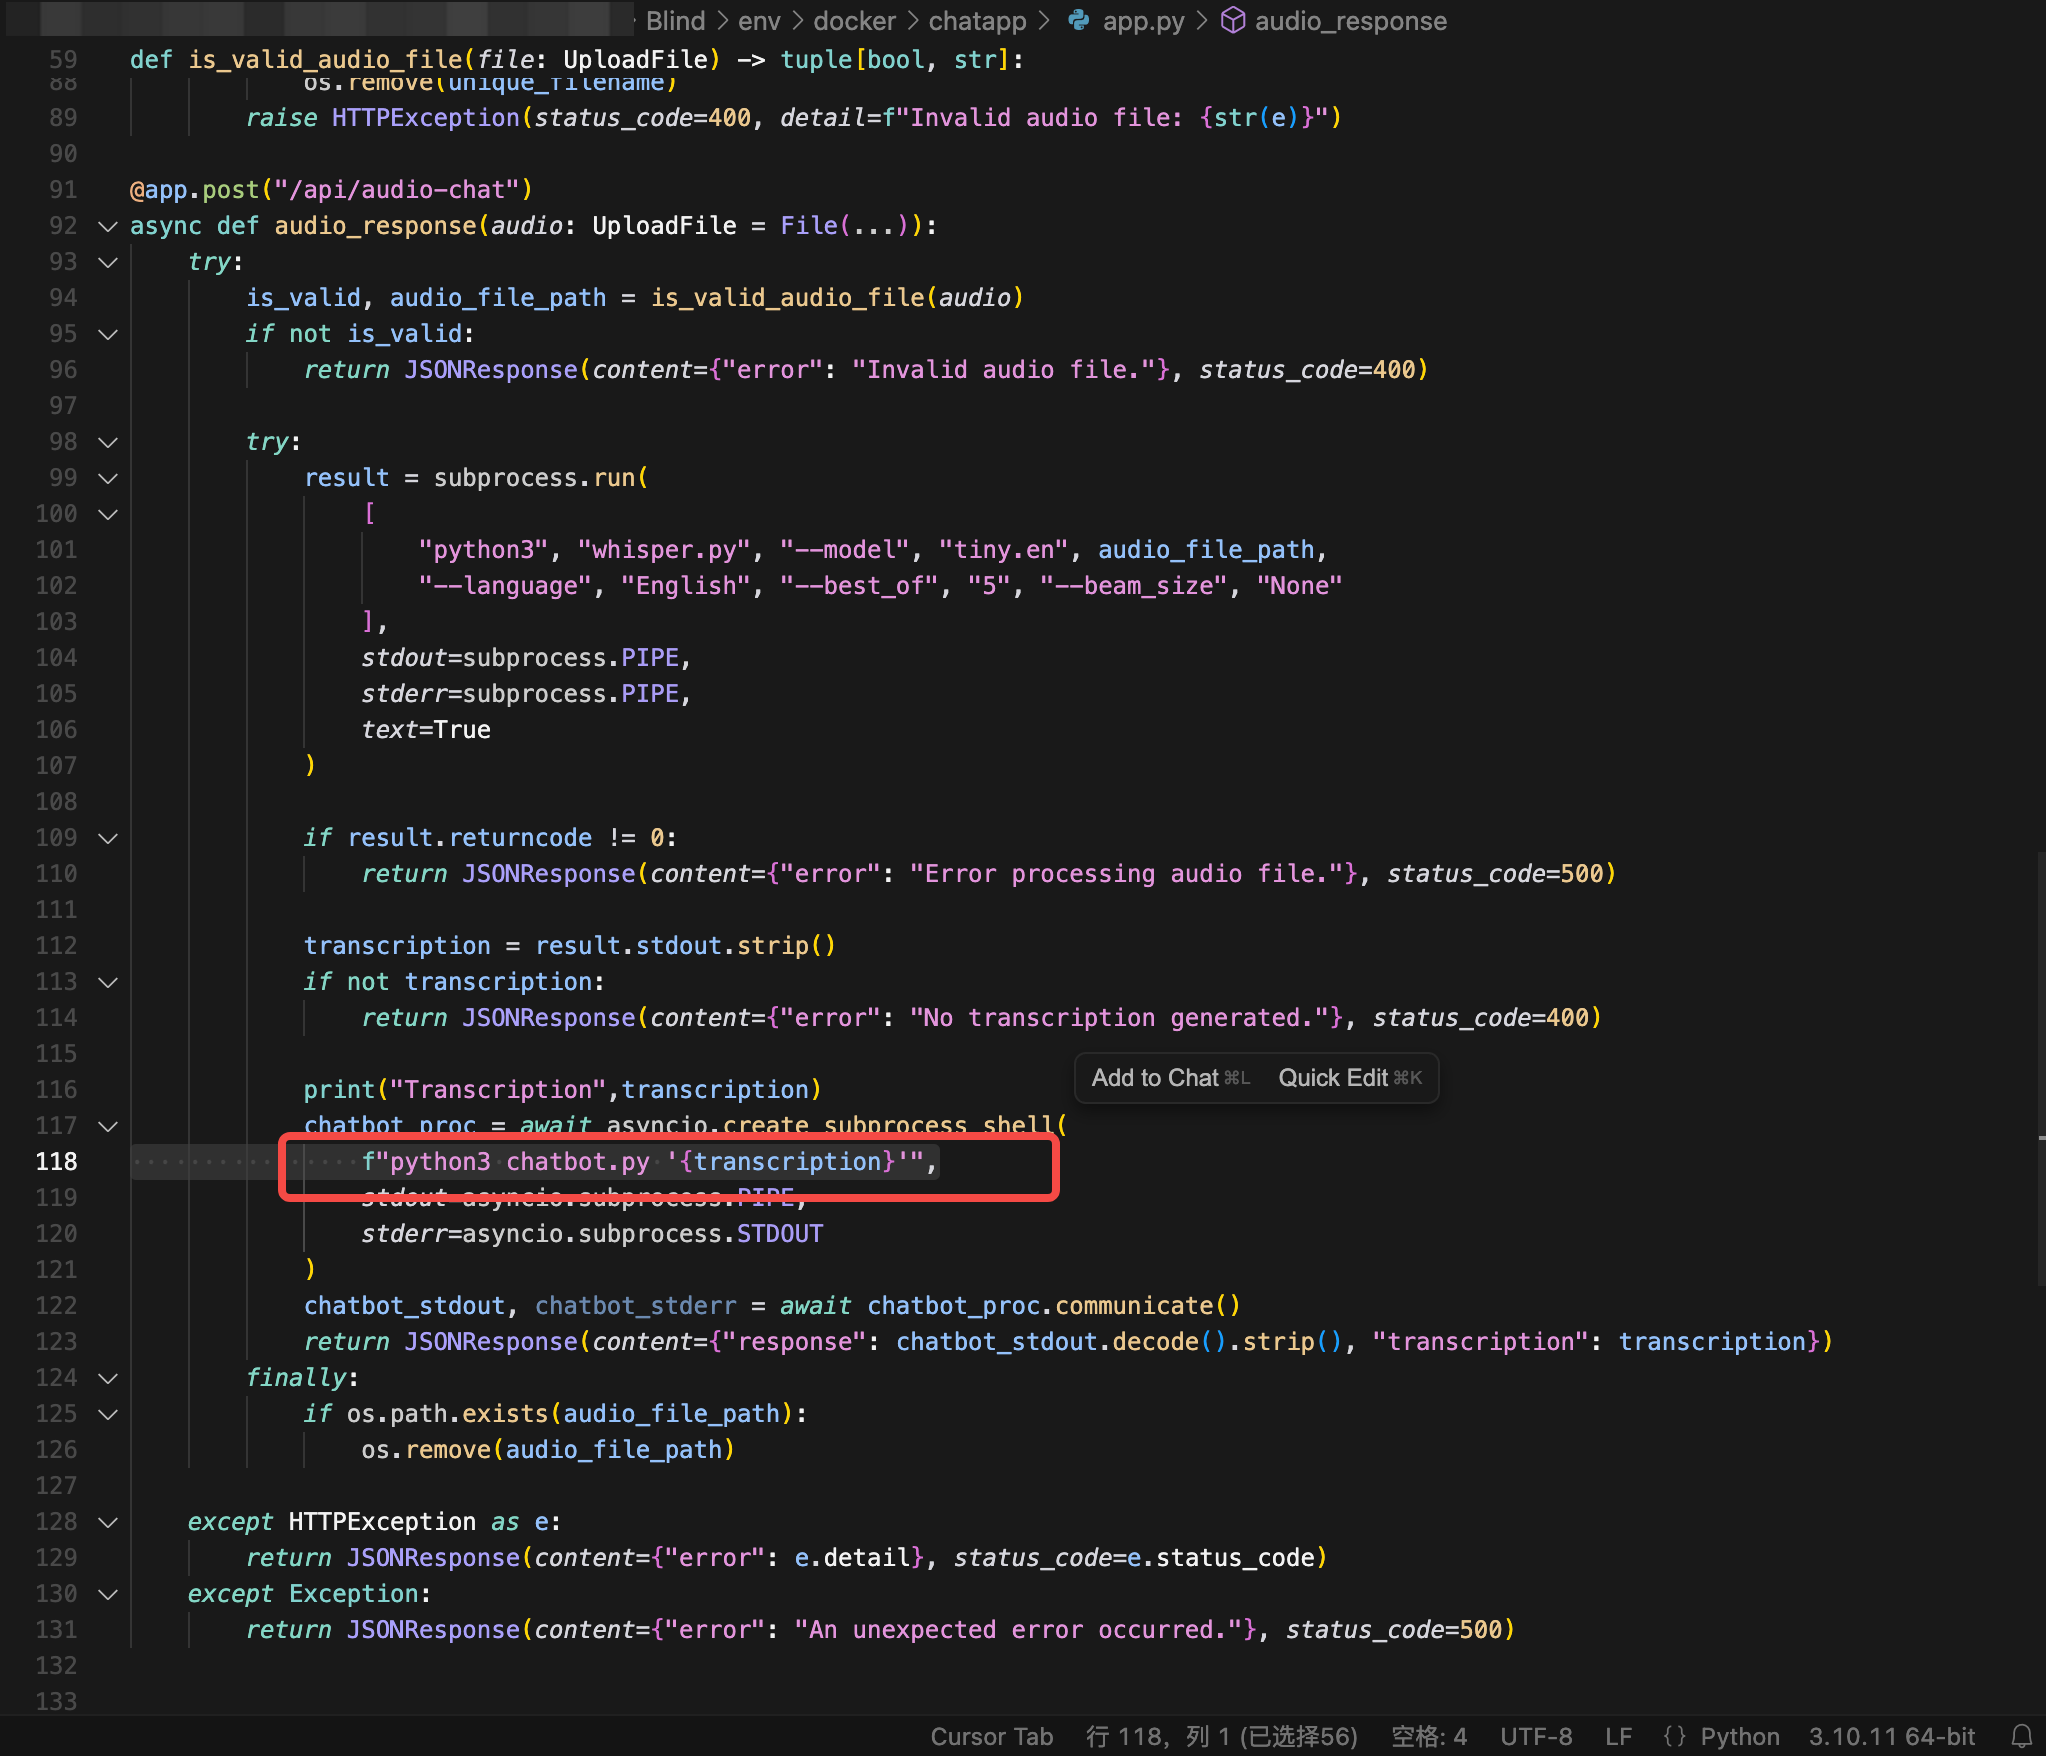 Blind > env > docker > chatapp > app.py > audio_response
59 def is_valid_audio_file(file: UploadFile) -> tuple[bool, str]:
88 os.remove(unique_filename)
89 raise HTTPException(status_code=400, detail=f"Invalid audio file: {str(e)}")
90
91 @app.post("/api/audio-chat")
92 async def audio_response(audio: UploadFile = File(...)):
93 try:
94 is_valid, audio_file_path = is_valid_audio_file(audio)
95 if not is_valid:
96 return JSONResponse(content={"error": "Invalid audio file."}, status_code=400)
97
98 try:
99 result = subprocess.run(
100 [
101 "python3", "whisper.py", "--model", "tiny.en", audio_file_path,
102 "--language", "English", "--best_of", "5", "--beam_size", "None"
103 ],
104 stdout=subprocess.PIPE,
105 stderr=subprocess.PIPE,
106 text=True
107 )
108
109 if result.returncode != 0:
110 return JSONResponse(content={"error": "Error processing audio file."}, status_code=500)
111
112 transcription = result.stdout.strip()
113 if not transcription:
114 return JSONResponse(content={"error": "No transcription generated."}, status_code=400)
115
Add to Chat ⌘L Quick Edit ⌘K
116 print("Transcription",transcription)
117 chatbot_proc = await asyncio.create_subprocess_shell(
118 f"python3 chatbot.py '{transcription}'",
119 stdout=asyncio.subprocess.PIPE,
120 stderr=asyncio.subprocess.STDOUT
121 )
122 chatbot_stdout, chatbot_stderr = await chatbot_proc.communicate()
123 return JSONResponse(content={"response": chatbot_stdout.decode().strip(), "transcription": transcription})
124 finally:
125 if os.path.exists(audio_file_path):
126 os.remove(audio_file_path)
127
128 except HTTPException as e:
129 return JSONResponse(content={"error": e.detail}, status_code=e.status_code)
130 except Exception:
131 return JSONResponse(content={"error": "An unexpected error occurred."}, status_code=500)
132
133
Cursor Tab 行 118，列 1 (已选择56) 空格: 4 UTF-8 LF {} Python 3.10.11 64-bit